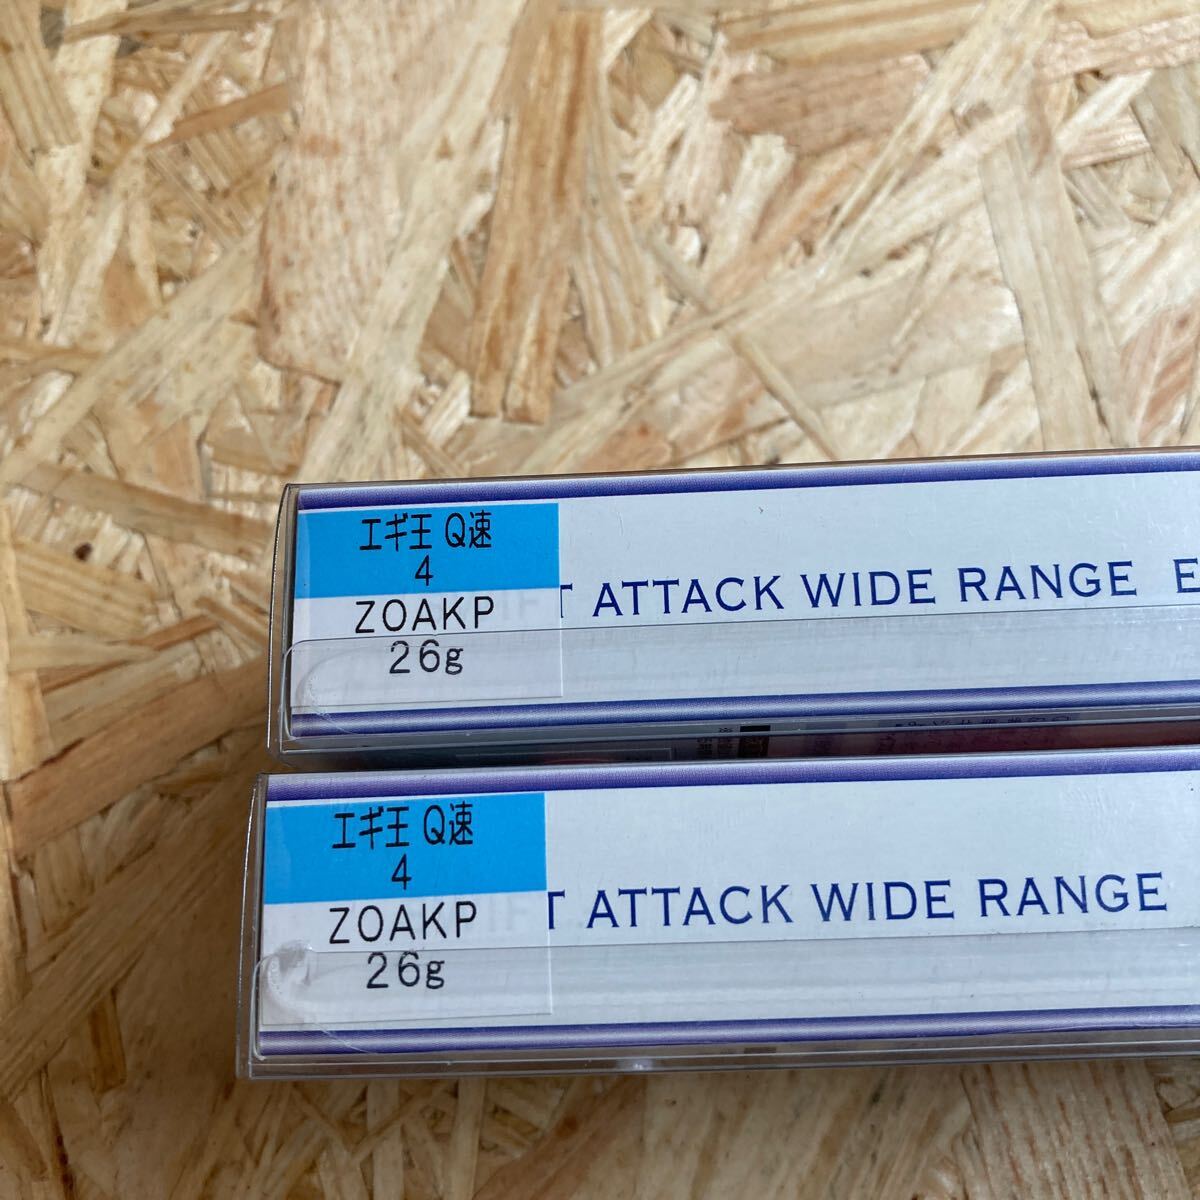 エギ王 Q速
4
ZOAKP
26g
ATTACK WIDE RANGE E
エギ王 Q速
4
ZOAKP
26g
ATTACK WIDE RANGE